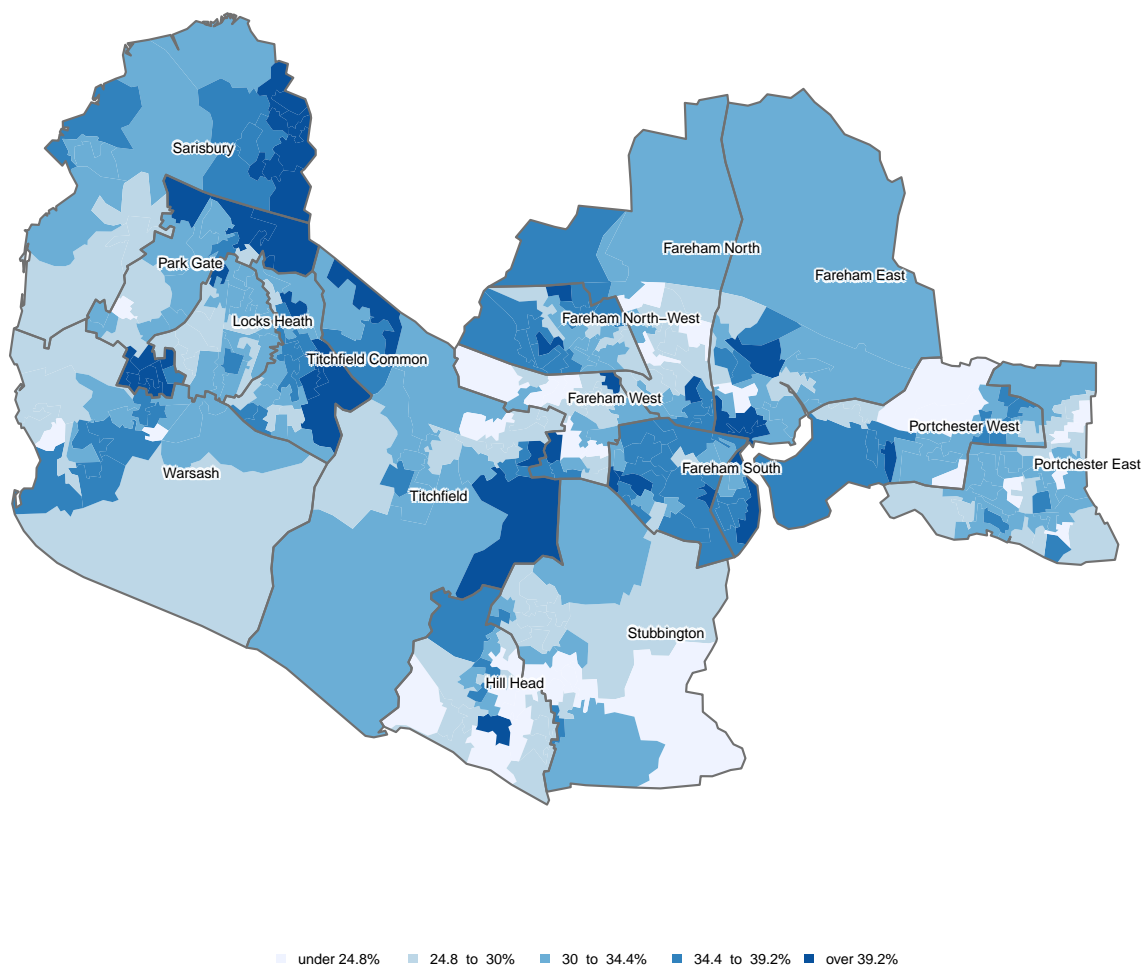 Sarisbury
Fareham North
Park Gate
Fareham East
Fareham North−West
Locks Heath
Titchfield Common
Fareham West
Portchester West
Portchester East
Fareham South
Warsash
Titchfield
Stubbington
Hill Head
under 24.8%
24.8 to 30%
30 to 34.4%
34.4 to 39.2%
over 39.2%